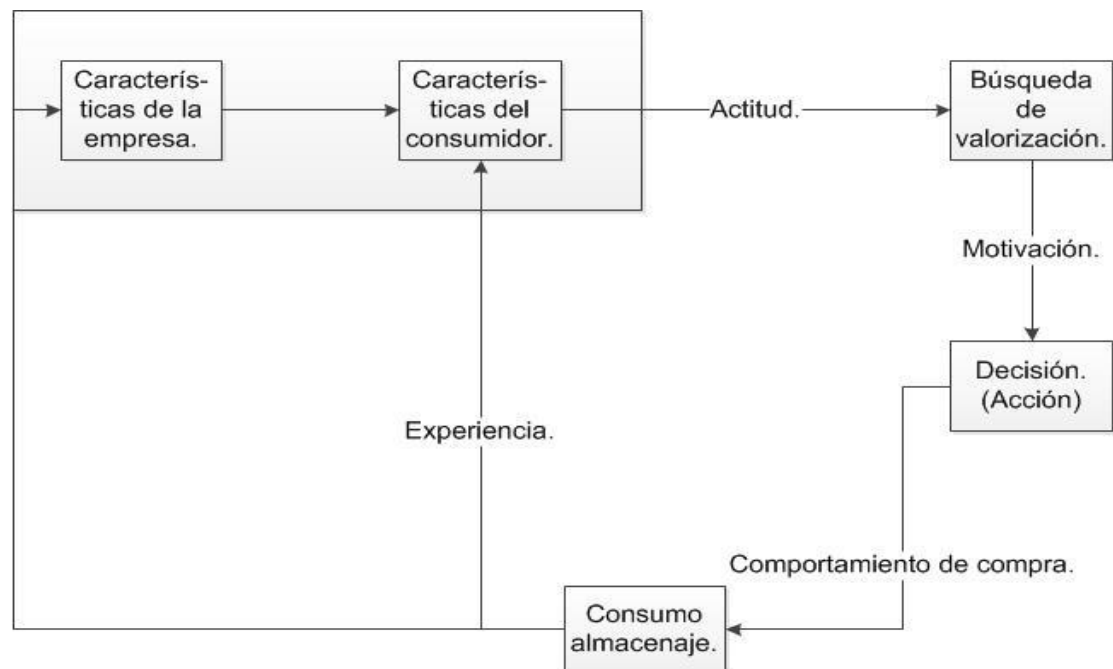 Caracterís-
ticas de la
empresa.
Caracterís-
ticas del
consumidor.
Actitud.
Búsqueda
de
valorización.
Motivación.
Decisión.
(Acción)
Experiencia.
Comportamiento de compra.
Consumo
almacenaje.